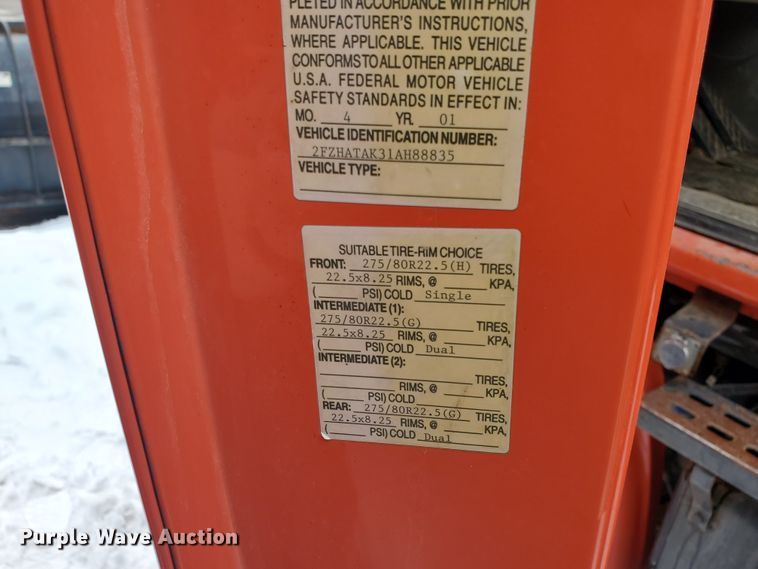 PLETED IN ACCORDANCE WITH PRIOR
MANUFACTURER'S INSTRUCTIONS,
WHERE APPLICABLE. THIS VEHICLE
CONFORMS TO ALL OTHER APPLICABLE
U.S.A. FEDERAL MOTOR VEHICLE
SAFETY STANDARDS IN EFFECT IN:
MO. 4 YR. 01
VEHICLE IDENTIFICATION NUMBER:
2FZHATAK31AH88835
VEHICLE TYPE:
SUITABLE TIRE-RIM CHOICE
FRONT: 275/80R22.5(H) TIRES,
22.5x8.25 RIMS, @ KPA,
( PSI) COLD Single
INTERMEDIATE (1):
275/80R22.5(G) TIRES,
22.5x8.25 RIMS, @ KPA,
( PSI) COLD Dual
INTERMEDIATE (2):
TIRES,
RIMS, @ KPA,
( PSI) COLD
REAR: 275/80R22.5(G) TIRES,
22.5x8.25 RIMS, @ KPA,
( PSI) COLD Dual
Purple Wave Auction